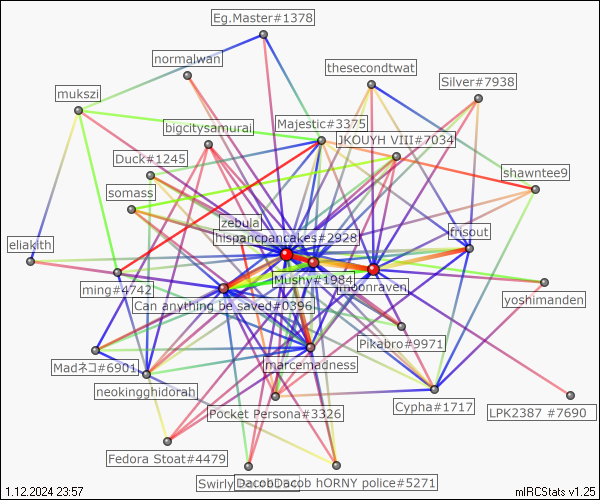 Eg.Master#1378
normalwan
thesecondtwat
Silver#7938
mukszi
bigcitysamurai
Majestic#3375
JKOUYH VIII#7034
Duck#1245
shawntee9
somass
zebula
hispancpancakes#2928
frisout
eliakith
Mushy#1984
moonraven
ming#4742
yoshimanden
Can anything be saved#0396
Pikabro#9971
Madネコ#6901
marcemadness
neokingghidorah
Pocket Persona#3326
Cypha#1717
LPK2387 #7690
Fedora Stoat#4479
Swirly
DacobDacob hORNY police#5271
1.12.2024 23:57
mIRCStats v1.25